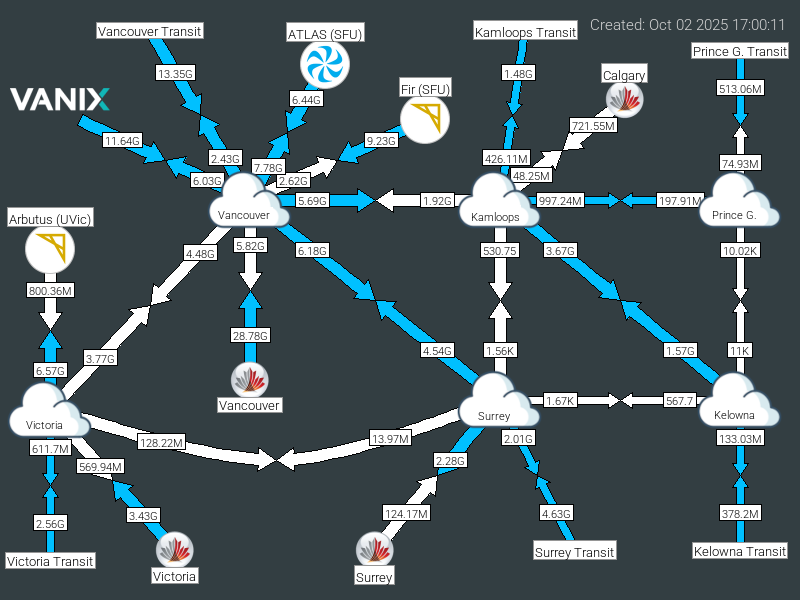 Created: Oct 02 2025 17:00:11
Vancouver Transit
ATLAS (SFU)
Kamloops Transit
Prince G. Transit
13.35G
1.48G
Calgary
Fir (SFU)
513.06M
VANIX
6.44G
721.55M
11.64G
9.23G
2.43G
426.11M
74.93M
7.78G
48.25M
6.03G
2.62G
5.69G
1.92G
997.24M
197.91M
Vancouver
Kamloops
Prince G.
Arbutus (UVic)
4.48G
5.82G
6.18G
530.75
3.67G
10.02K
800.36M
28.78G
3.77G
4.54G
1.56K
1.57G
11K
6.57G
Vancouver
1.67K
567.7
Victoria
Surrey
Kelowna
611.7M
128.22M
13.97M
2.01G
133.03M
569.94M
2.28G
2.56G
3.43G
124.17M
4.63G
378.2M
Victoria Transit
Victoria
Surrey
Surrey Transit
Kelowna Transit